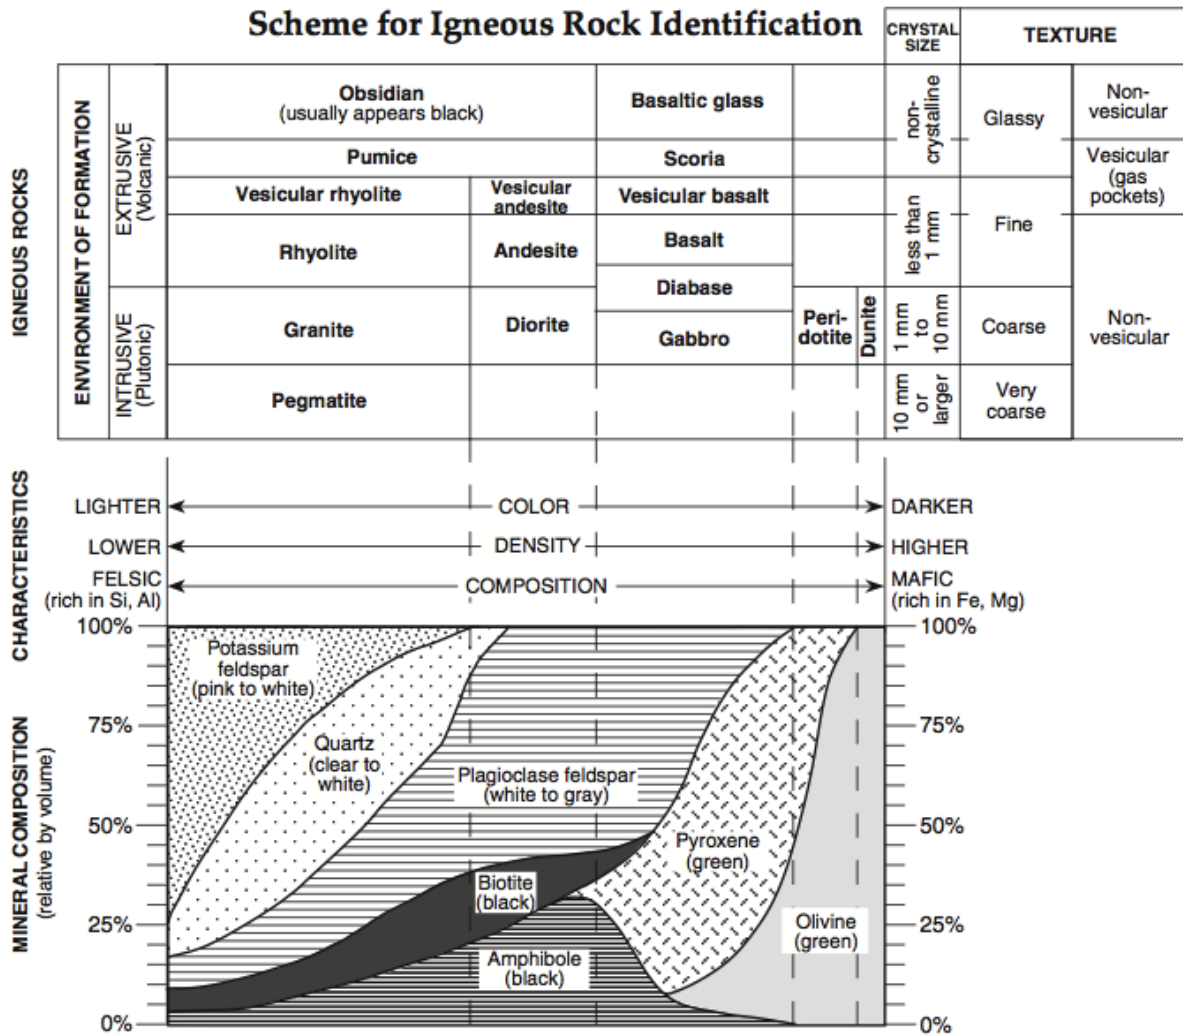 Scheme for Igneous Rock Identification
CRYSTAL
SIZE
TEXTURE
IGNEOUS ROCKS
ENVIRONMENT OF FORMATION
EXTRUSIVE
(Volcanic)
INTRUSIVE
(Plutonic)
Obsidian
(usually appears black)
Basaltic glass
non-
crystalline
Glassy
Non-
vesicular
Pumice
Scoria
Vesicular
(gas
pockets)
Vesicular rhyolite
Vesicular
andesite
Vesicular basalt
less than
1 mm
Fine
Rhyolite
Andesite
Basalt
Diabase
Granite
Diorite
Gabbro
Peri-
dotite
Dunite
1 mm
to
10 mm
Coarse
Non-
vesicular
Pegmatite
10 mm
or
larger
Very
coarse
CHARACTERISTICS
LIGHTER
COLOR
DARKER
LOWER
DENSITY
HIGHER
FELSIC
(rich in Si, Al)
COMPOSITION
MAFIC
(rich in Fe, Mg)
MINERAL COMPOSITION
(relative by volume)
100%
75%
50%
25%
0%
Potassium
feldspar
(pink to white)
Quartz
(clear to
white)
Plagioclase feldspar
(white to gray)
Biotite
(black)
Amphibole
(black)
Pyroxene
(green)
Olivine
(green)
100%
75%
50%
25%
0%